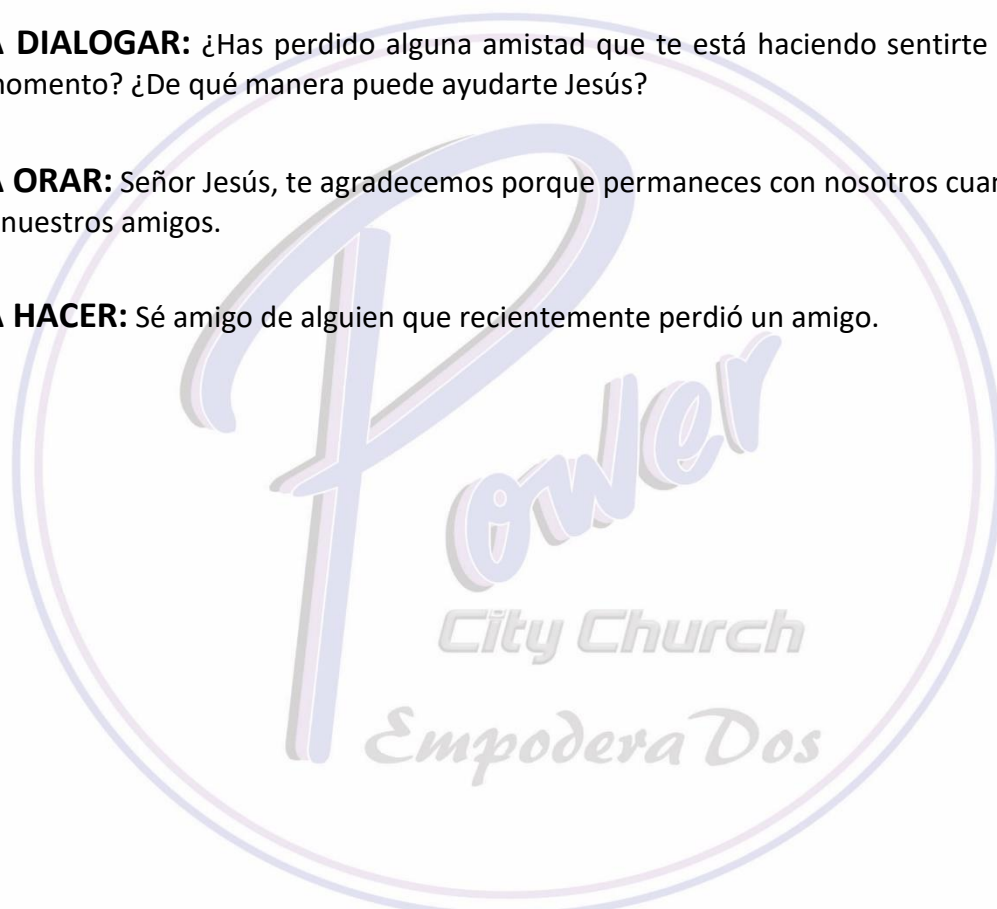 A DIALOGAR: ¿Has perdido alguna amistad que te está haciendo sentirte
momento? ¿De qué manera puede ayudarte Jesús?
A ORAR: Señor Jesús, te agradecemos porque permaneces con nosotros
nuestros amigos.
A HACER: Sé amigo de alguien que recientemente perdió un amigo.
Power
City Church
EmpoderaDos